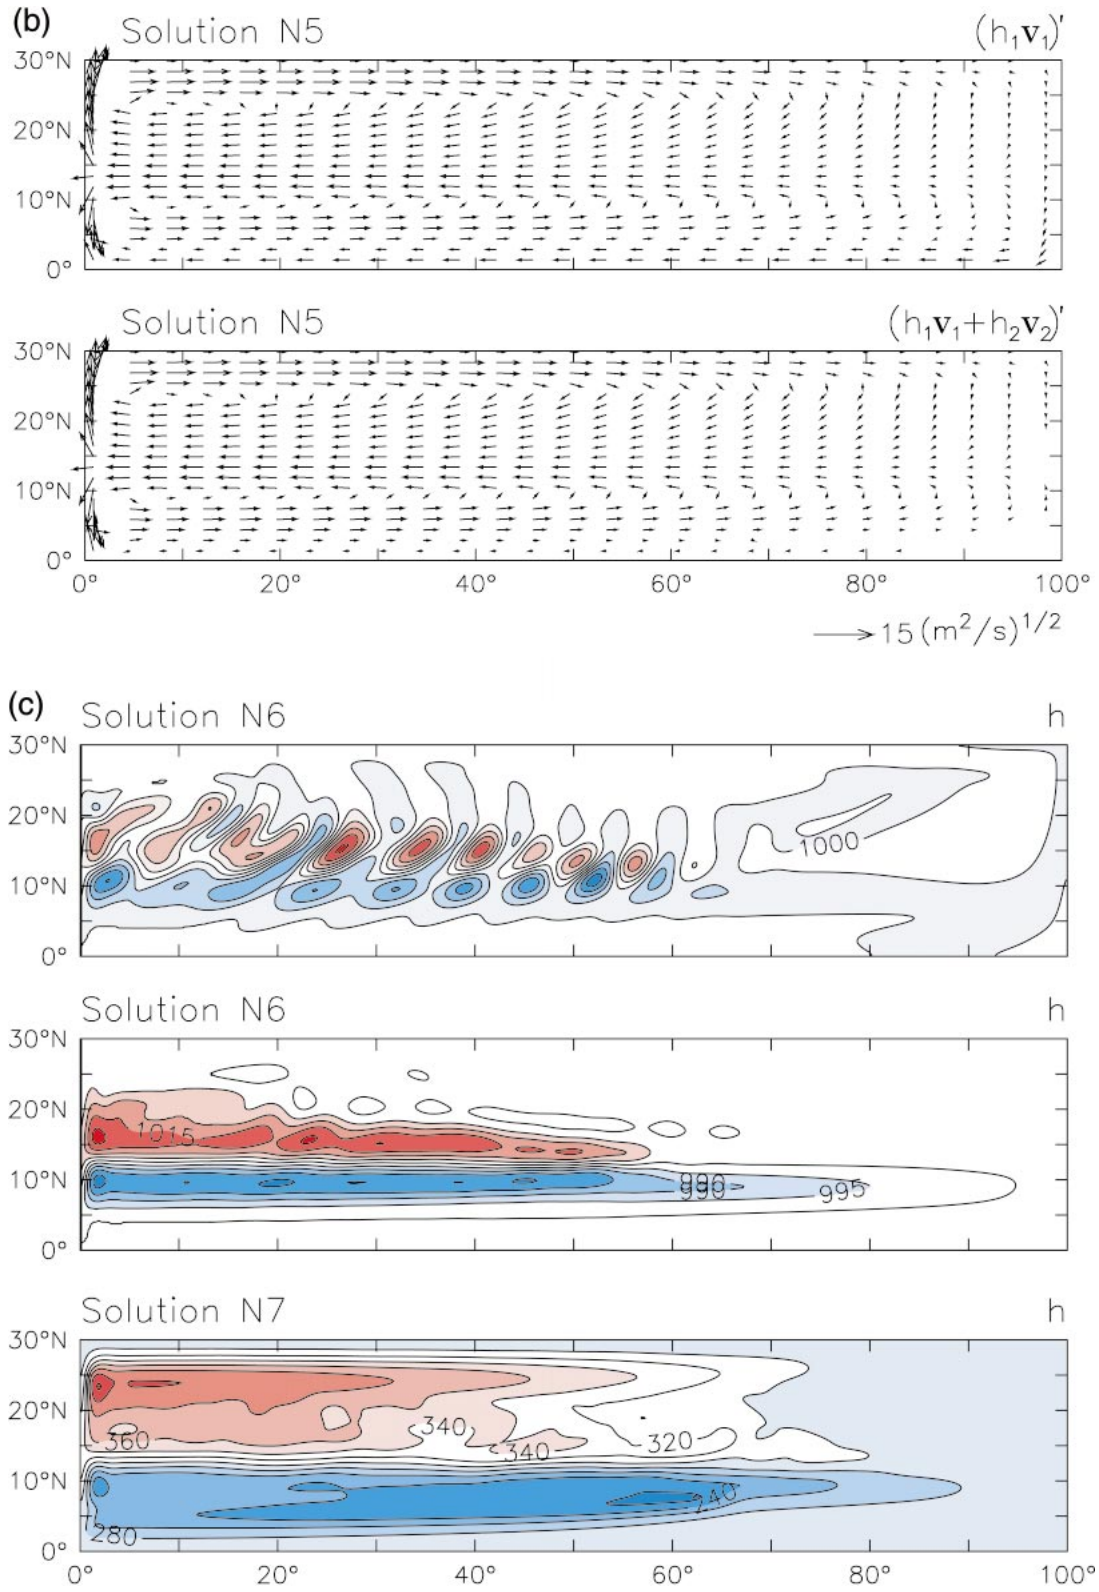 (b)
Solution N5 (h₁v₁)'
30°N
20°N
10°N
0°
Solution N5 (h₁v₁+h₂v₂)'
30°N
20°N
10°N
0°
0° 20° 40° 60° 80° 100°
15 (m²/s)^1/2
(c)
Solution N6 h
30°N
20°N
1000
10°N
0°
Solution N6 h
30°N
20°N
1015
10°N
990
990
995
0°
Solution N7 h
30°N
20°N
360 340 340 320
10°N
240
280
0°
0° 20° 40° 60° 80° 100°